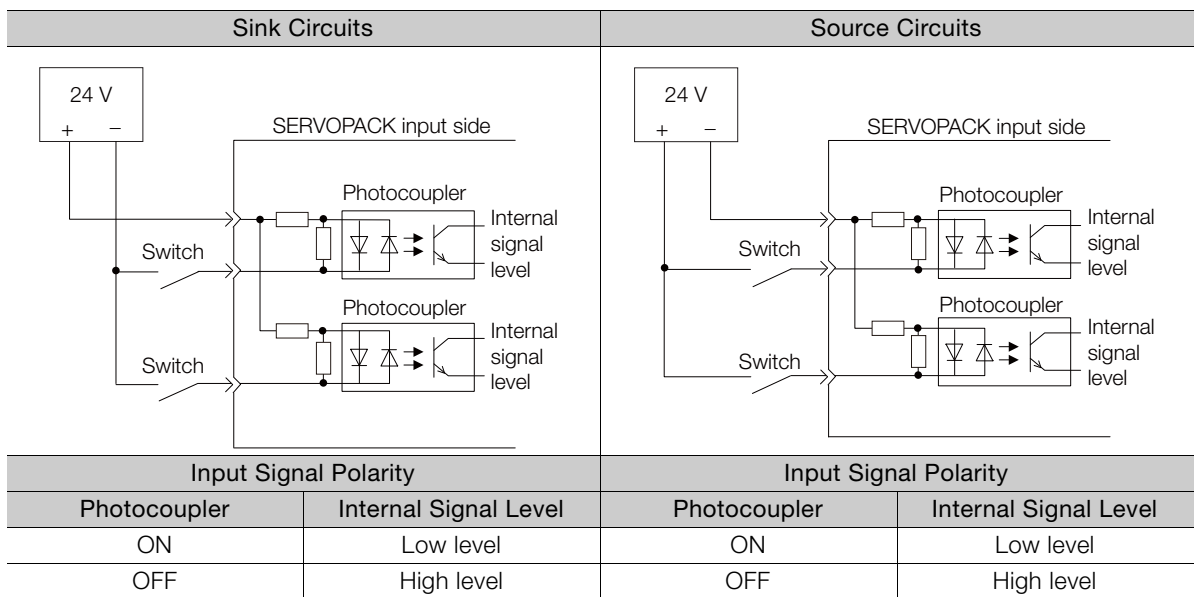 Sink Circuits
Source Circuits
24 V
+ −
SERVOPACK input side
Photocoupler
Internal
signal
level
Switch
Photocoupler
Internal
signal
level
Switch
24 V
+ −
SERVOPACK input side
Photocoupler
Internal
signal
level
Switch
Photocoupler
Internal
signal
level
Switch
Input Signal Polarity
Input Signal Polarity
Photocoupler
Internal Signal Level
Photocoupler
Internal Signal Level
ON
Low level
ON
Low level
OFF
High level
OFF
High level